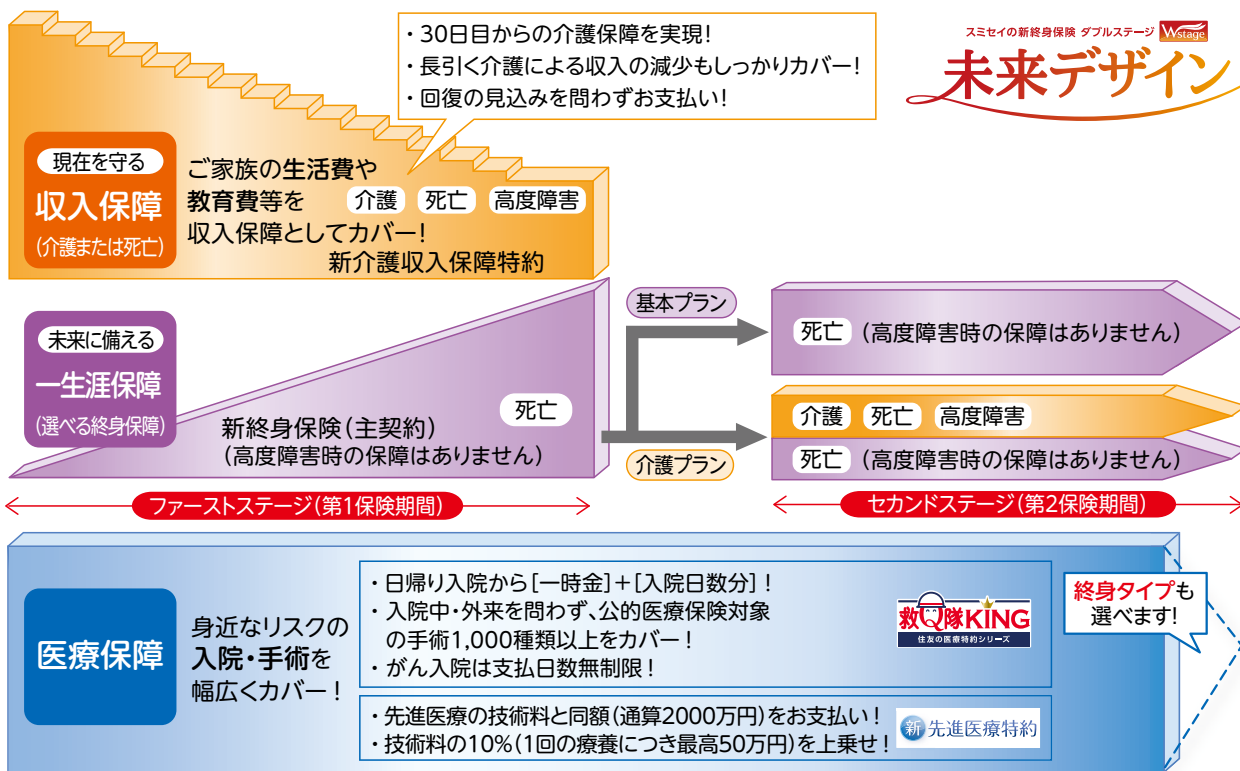 ・30日目からの介護保障を実現!
・長引く介護による収入の減少もしっかりカバー!
・回復の見込みを問わずお支払い!
スミセイの新終身保険 ダブルステージ Wstage
未来デザイン
現在を守る
収入保障
(介護または死亡)
ご家族の生活費や
教育費等を
収入保障としてカバー!
介護 死亡 高度障害
新介護収入保障特約
未来に備える
一生涯保障
(選べる終身保障)
死亡
新終身保険(主契約)
(高度障害時の保障はありません)
基本プラン
介護プラン
死亡 (高度障害時の保障はありません)
介護 死亡 高度障害
死亡 (高度障害時の保障はありません)
ファーストステージ(第1保険期間)
セカンドステージ(第2保険期間)
医療保障
身近なリスクの
入院・手術を
幅広くカバー!
・日帰り入院から[一時金]+[入院日数分]!
・入院中・外来を問わず、公的医療保険対象
の手術1,000種類以上をカバー!
・がん入院は支払日数無制限!
救Q隊KING
住友の医療特約シリーズ
終身タイプも
選べます!
・先進医療の技術料と同額(通算2000万円)をお支払い!
・技術料の10%(1回の療養につき最高50万円)を上乗せ!
新 先進医療特約